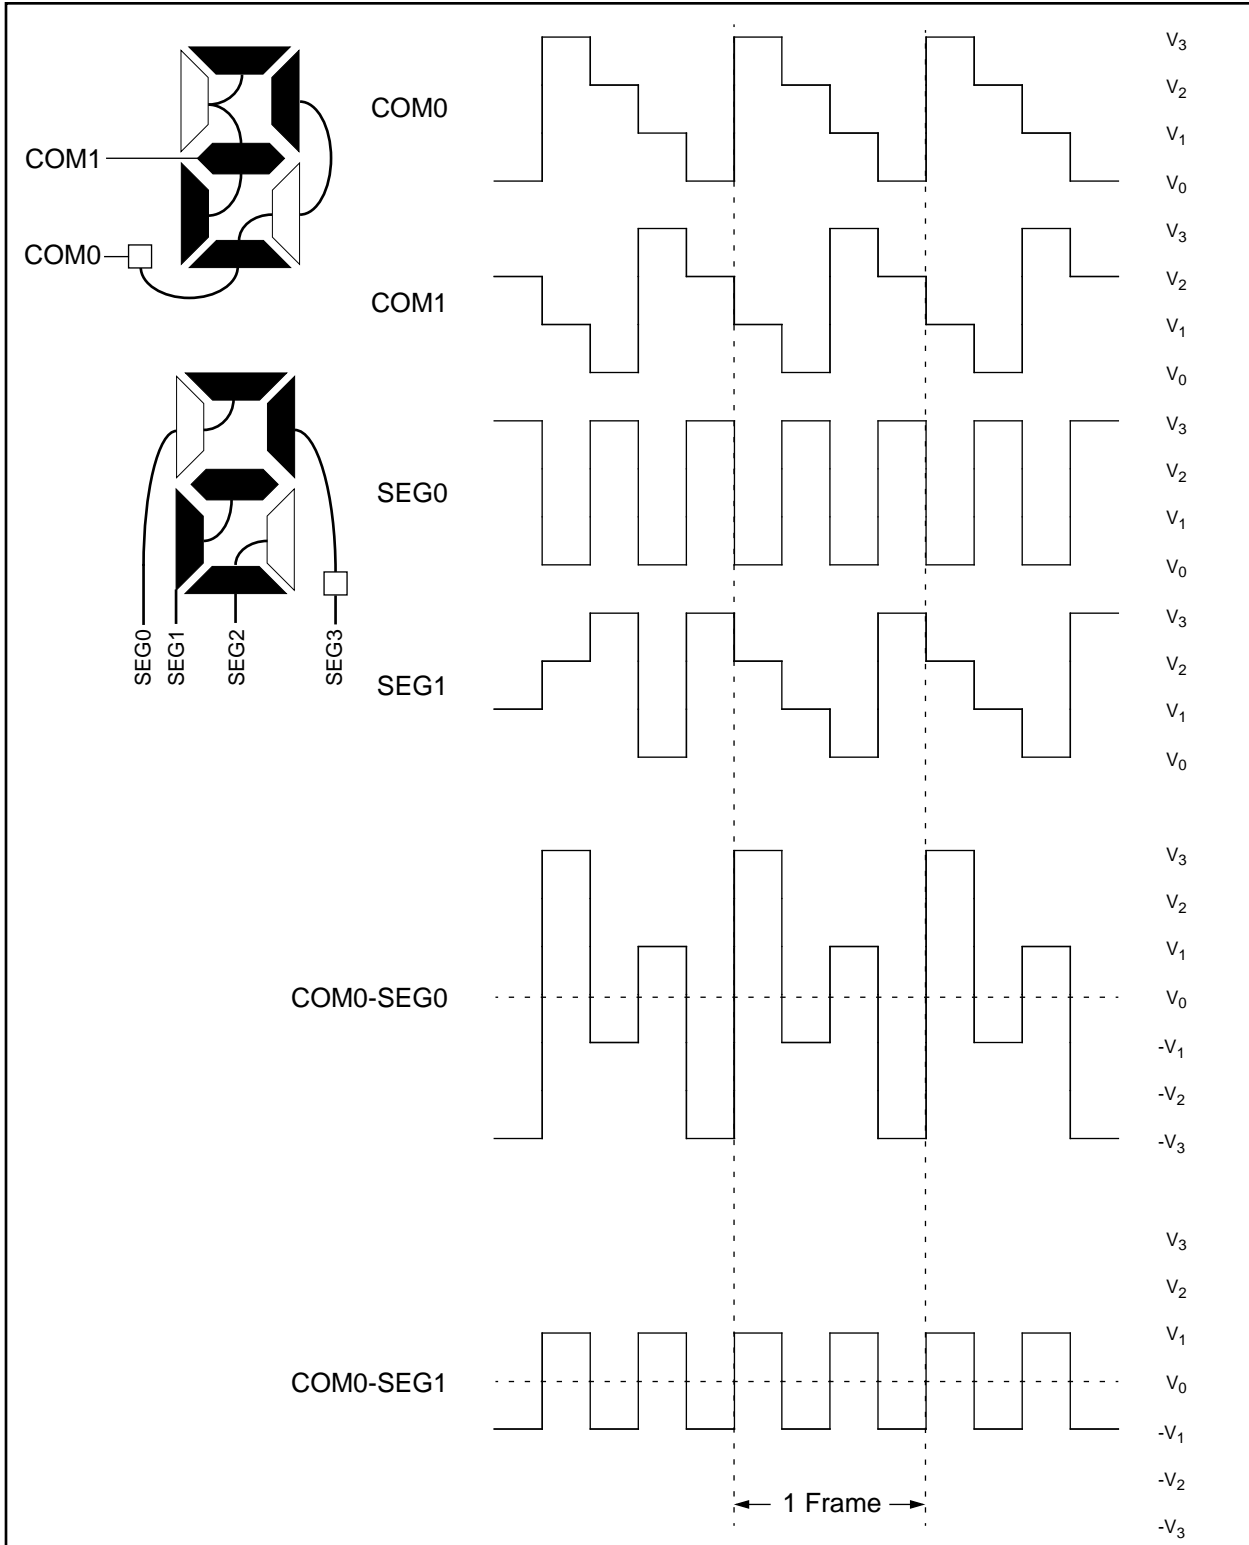 COM1
COM0
SEG0
SEG1
SEG2
SEG3
COM0
V3
V2
V1
V0
COM1
V3
V2
V1
V0
SEG0
V3
V2
V1
V0
SEG1
V3
V2
V1
V0
COM0-SEG0
V3
V2
V1
V0
-V1
-V2
-V3
COM0-SEG1
V3
V2
V1
V0
-V1
-V2
-V3
1 Frame